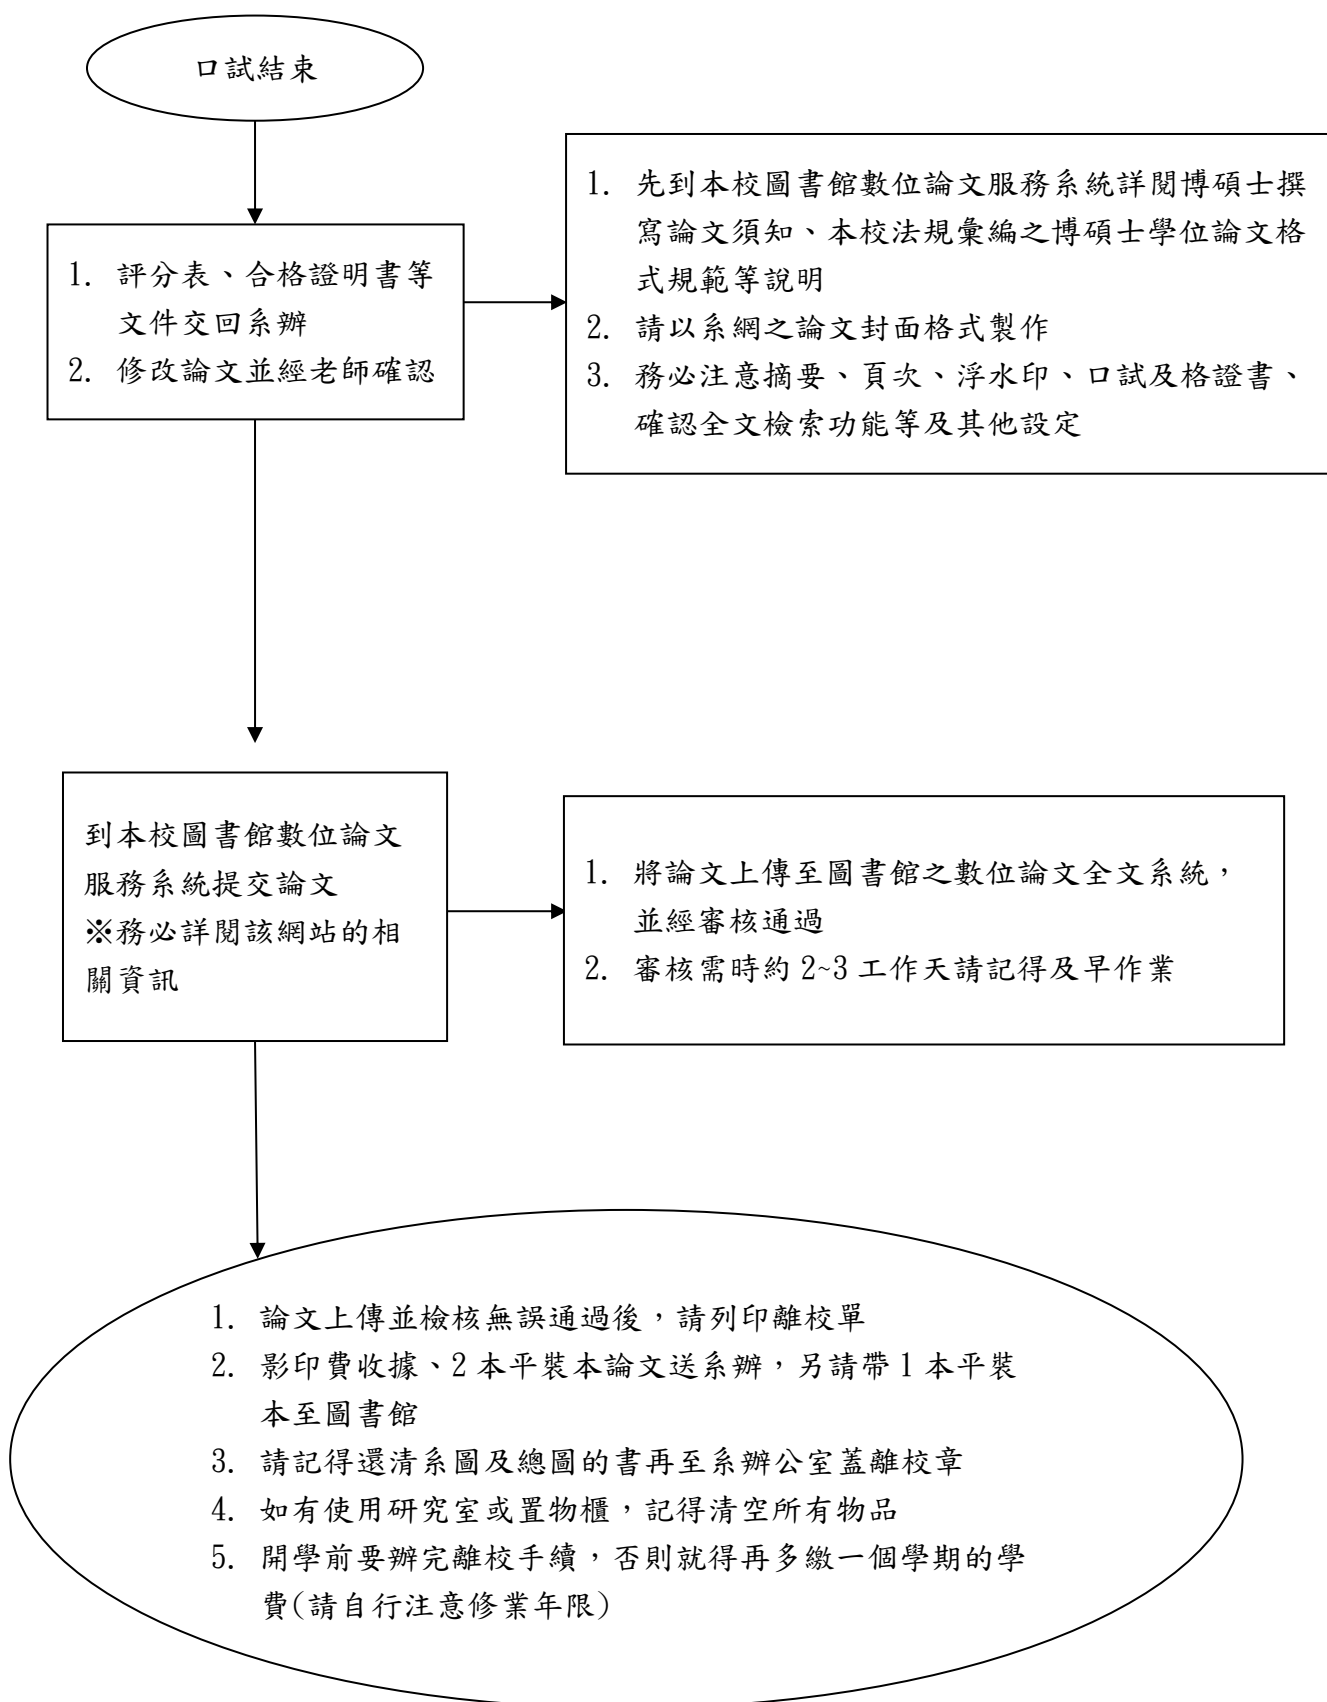 口試結束
1. 評分表、合格證明書等
文件交回系辦
2. 修改論文並經老師確認
1. 先到本校圖書館數位論文服務系統詳閱博碩士撰
寫論文須知、本校法規彙編之博碩士學位論文格
式規範等說明
2. 請以系網之論文封面格式製作
3. 務必注意摘要、頁次、浮水印、口試及格證書、
確認全文檢索功能等及其他設定
到本校圖書館數位論文
服務系統提交論文
※務必詳閱該網站的相
關資訊
1. 將論文上傳至圖書館之數位論文全文系統，
並經審核通過
2. 審核需時約 2~3 工作天請記得及早作業
1. 論文上傳並檢核無誤通過後，請列印離校單
2. 影印費收據、2 本平裝本論文送系辦，另請帶 1 本平裝
本至圖書館
3. 請記得還清系圖及總圖的書再至系辦公室蓋離校章
4. 如有使用研究室或置物櫃，記得清空所有物品
5. 開學前要辦完離校手續，否則就得再多繳一個學期的學
費(請自行注意修業年限)